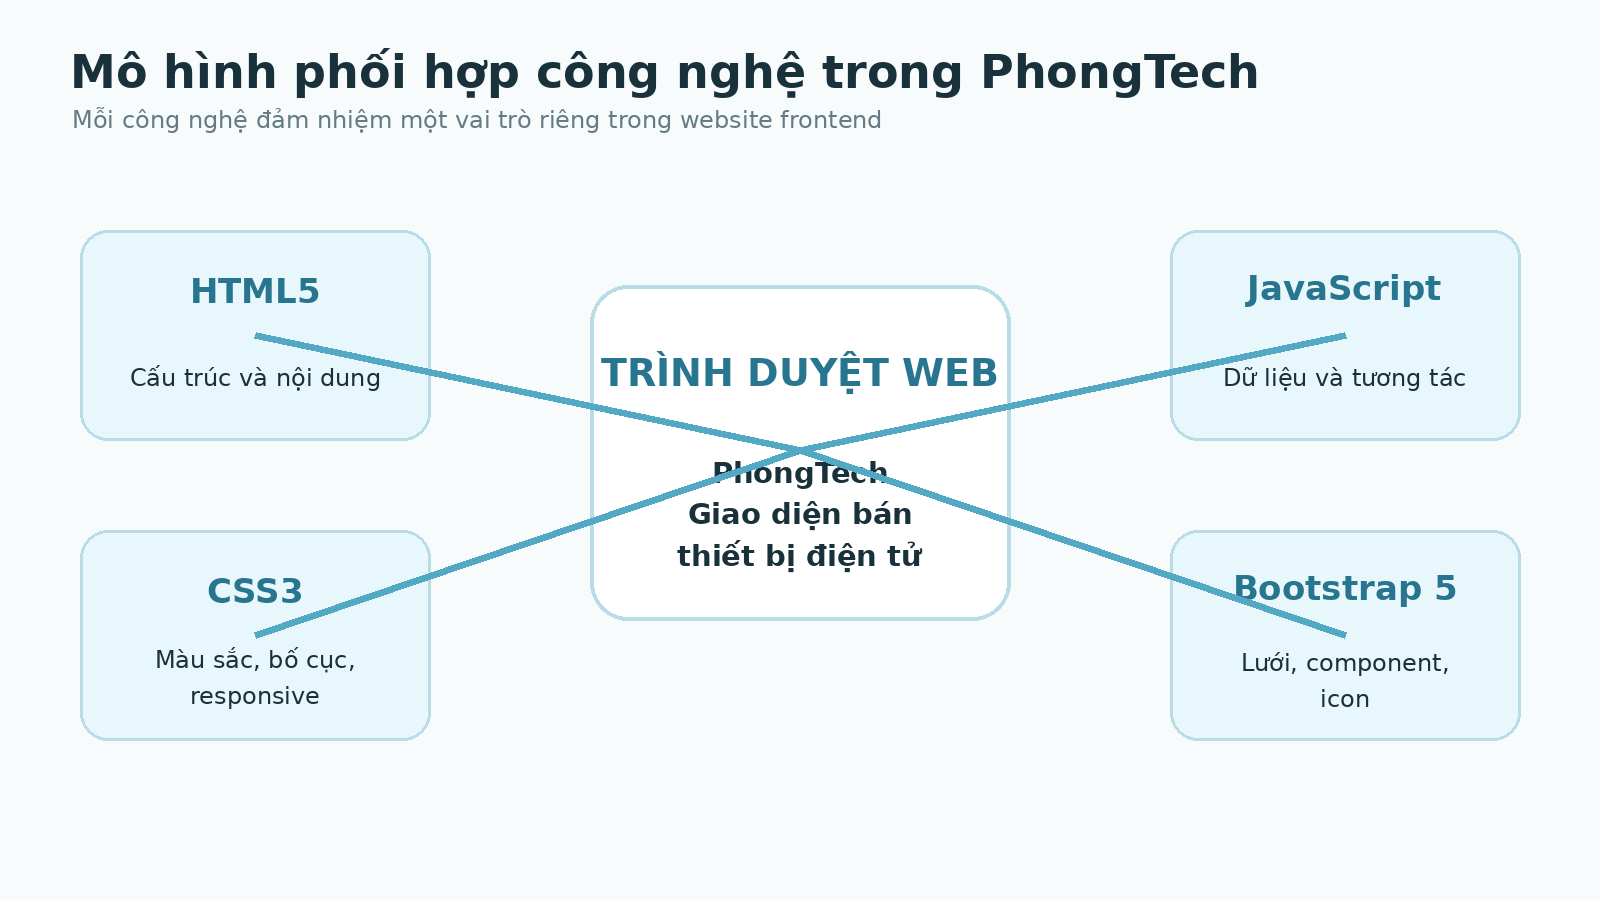 Mô hình phối hợp công nghệ trong PhongTech
Mỗi công nghệ đảm nhiệm một vai trò riêng trong website frontend
HTML5
Cấu trúc và nội dung
CSS3
Màu sắc, bố cục,
responsive
TRÌNH DUYỆT WEB
PhongTech
Giao diện bán
thiết bị điện tử
JavaScript
Dữ liệu và tương tác
Bootstrap 5
Lưới, component,
icon